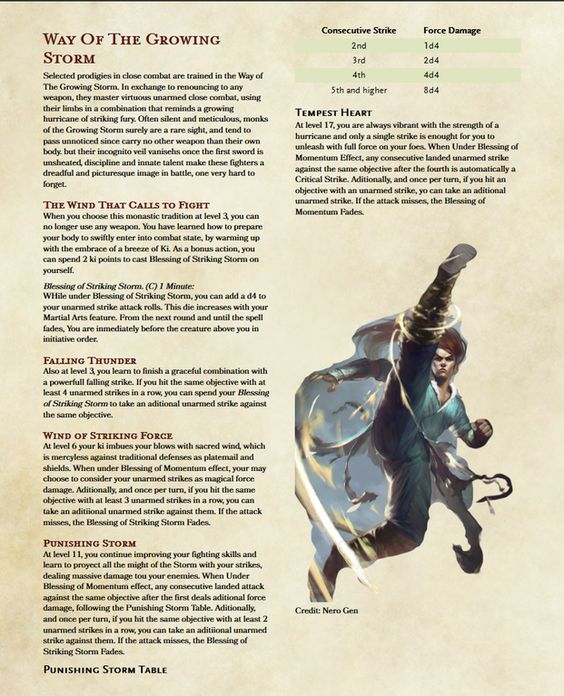 WAY OF THE GROWING
STORM
Selected prodigies in close combat are trained in the Way of
The Growing Storm. In exchange to renouncing to any
weapon, they master virtuous unarmed close combat, using
their limbs in a combination that reminds a growing
hurricane of striking fury. Often silent and meticulous, monks
of the Growing Storm surely are a rare sight, and tend to
pass unnoticed since carry no other weapon than their own
body. but their incognito veil vanishes once the first sword is
unsheated, discipline and innate talent make these fighters a
dreadful and picturesque image in battle, one very hard to
forget.
THE WIND THAT CALLS TO FIGHT
When you choose this monastic tradition at level 3, you can
no longer use any weapon. You have learned how to prepare
your body to swiftly enter into combat state, by warming up
with the embrace of a breeze of Ki. As a bonus action, you
can spend 2 ki points to cast Blessing of Striking Storm on
yourself.
Blessing of Striking Storm. (C) 1 Minute:
WHile under Blessing of Striking Storm, you can add a d4 to
your unarmed strike attack rolls. This die increases with your
Martial Arts feature. From the next round and until the spell
fades, You are inmediately before the creature above you in
initiative order.
FALLING THUNDER
Also at level 3, you learn to finish a graceful combination with
a powerfull falling strike. If you hit the same objective with at
least 4 unarmed strikes in a row, you can spend your Blessing
of Striking Storm to take an aditional unarmed strike against
the same objective.
WIND OF STRIKING FORCE
At level 6 your ki imbues your blows with sacred wind, which
is mercyless against traditional defenses as platemail and
shields. When under Blessing of Momentum effect, your may
choose to consider your unarmed strikes as magical force
damage. Aditionally, and once per turn, if you hit the same
objective with at least 3 unarmed strikes in a row, you can
take an aditiional unarmed strike against them. If the attack
misses, the Blessing of Striking Storm Fades.
PUNISHING STORM
At level 11, you continue improving your fighting skills and
learn to proyect all the might of the Storm with your strikes,
dealing massive damage tou your enemies. When Under
Blessing of Momentum effect, any consecutive landed attack
against the same objective after the first deals aditional force
damage, following the Punishing Storm Table. Aditionally,
and once per turn, if you hit the same objective with at least 2
unarmed strikes in a row, you can take an aditiional unarmed
strike against them. If the attack misses, the Blessing of
Striking Storm Fades.
PUNISHING STORM TABLE
Consecutive Strike Force Damage
2nd 1d4
3rd 2d4
4th 4d4
5th and higher 8d4
TEMPEST HEART
At level 17, you are always vibrant with the strength of a
hurricane and only a single strike is enought for you to
unleash with full force on your foes. When Under Blessing of
Momentum Effect, any consecutive landed unarmed strike
against the same objective after the fourth is automatically a
Critical Strike. Aditionally, and once per turn, if you hit an
objective with an unarmed strike, yo can take an aditional
unarmed strike. If the attack misses, the Blessing of
Momentum Fades.
Credit: Nero Gen